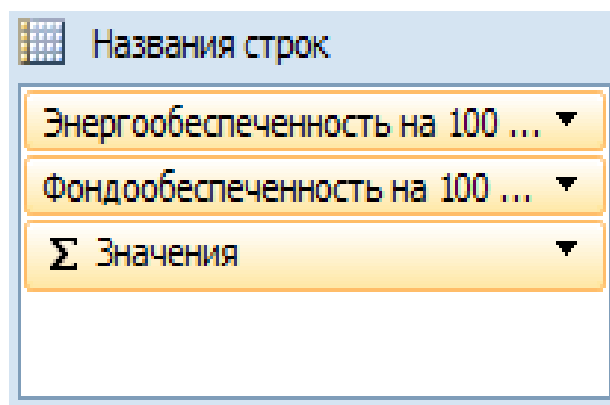 Названия строк
Энергообеспеченность на 100 ...
Фондообеспеченность на 100 ...
Σ Значения